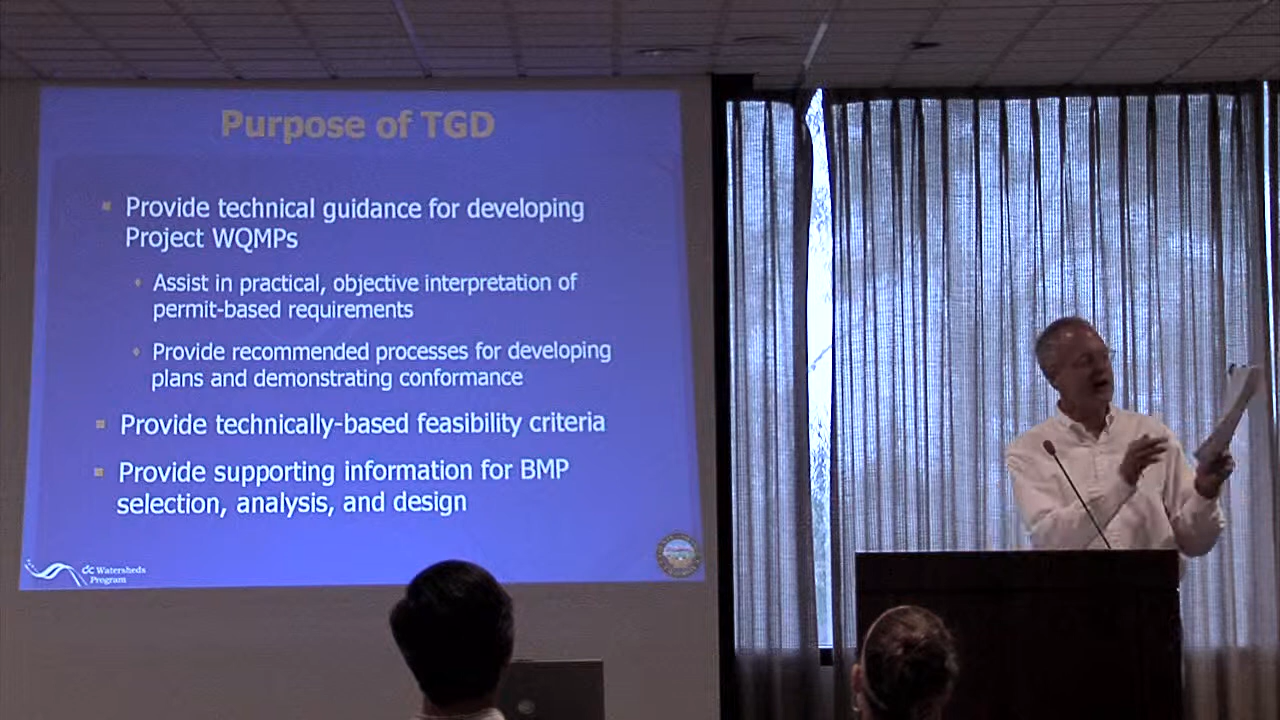 Purpose of TGD
Provide technical guidance for developing
Project WQMPs
Assist in practical, objective interpretation of
permit-based requirements
Provide recommended processes for developing
plans and demonstrating conformance
Provide technically-based feasibility criteria
Provide supporting information for BMP
selection, analysis, and design
OC Watersheds
Program